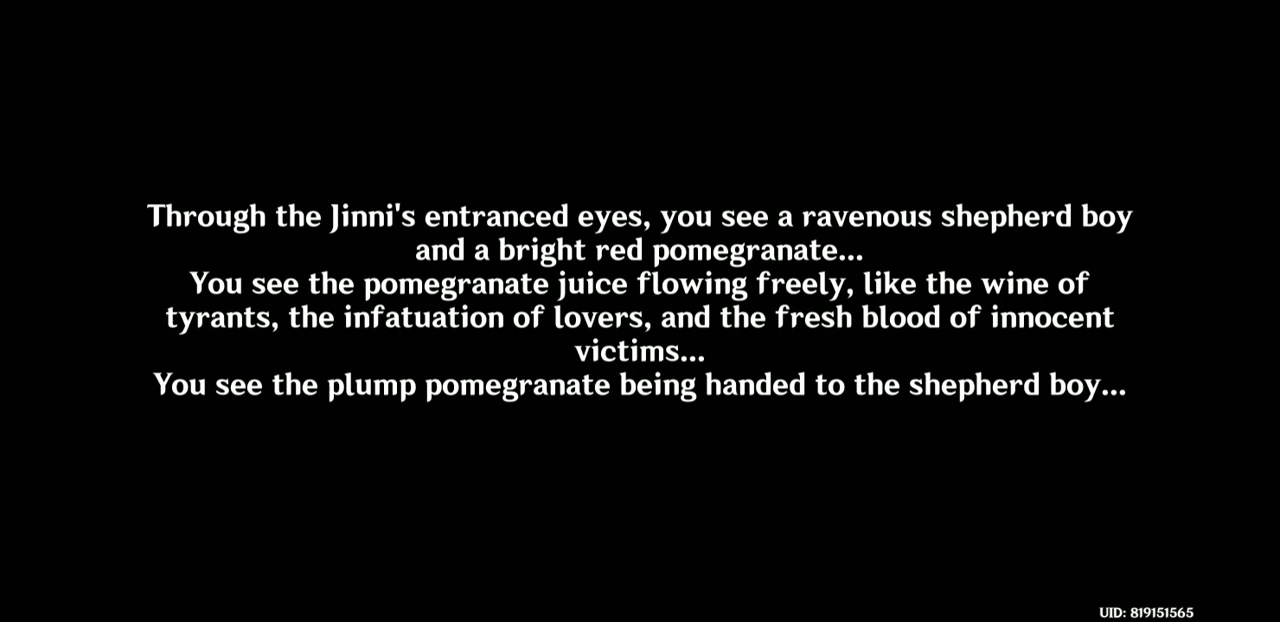 Through the Jinni's entranced eyes, you see a ravenous shepherd boy
and a bright red pomegranate...
You see the pomegranate juice flowing freely, like the wine of
tyrants, the infatuation of lovers, and the fresh blood of innocent
victims...
You see the plump pomegranate being handed to the shepherd boy...
UID: 819151565